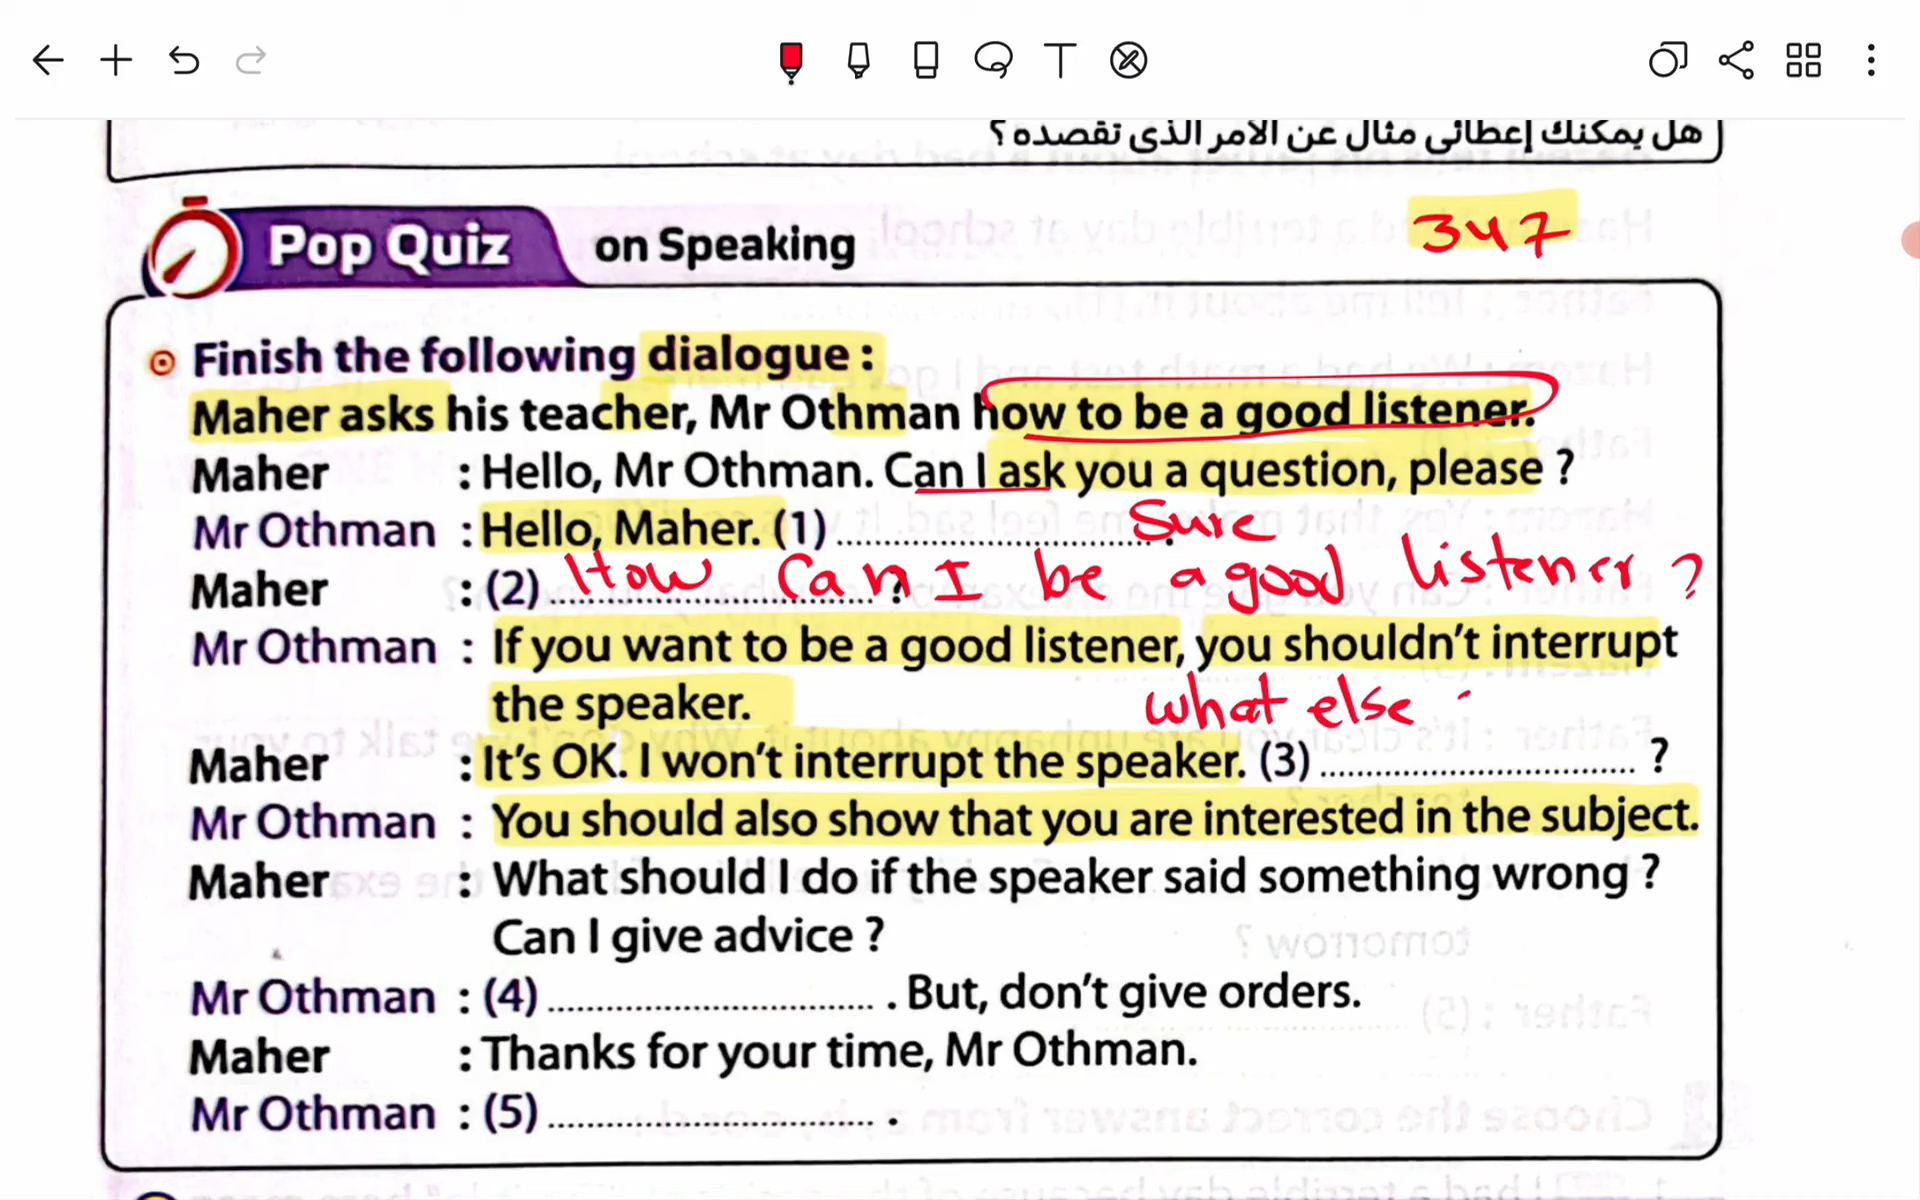 هل يمكنك إعطائى مثال عن الامر الذى تقصده ؟
Pop Quiz on Speaking 347
Finish the following dialogue :
Maher asks his teacher, Mr Othman how to be a good listener.
Maher : Hello, Mr Othman. Can I ask you a question, please ?
Mr Othman : Hello, Maher. (1) .............................. Sure .
Maher : (2) .............................. ? How can I be a good listener ?
Mr Othman : If you want to be a good listener, you shouldn't interrupt
the speaker.
what else
Maher : It's OK. I won't interrupt the speaker. (3) .............................. ?
Mr Othman : You should also show that you are interested in the subject.
Maher : What should I do if the speaker said something wrong ?
Can I give advice ?
Mr Othman : (4) .............................. . But, don't give orders.
Maher : Thanks for your time, Mr Othman.
Mr Othman : (5) .............................. .